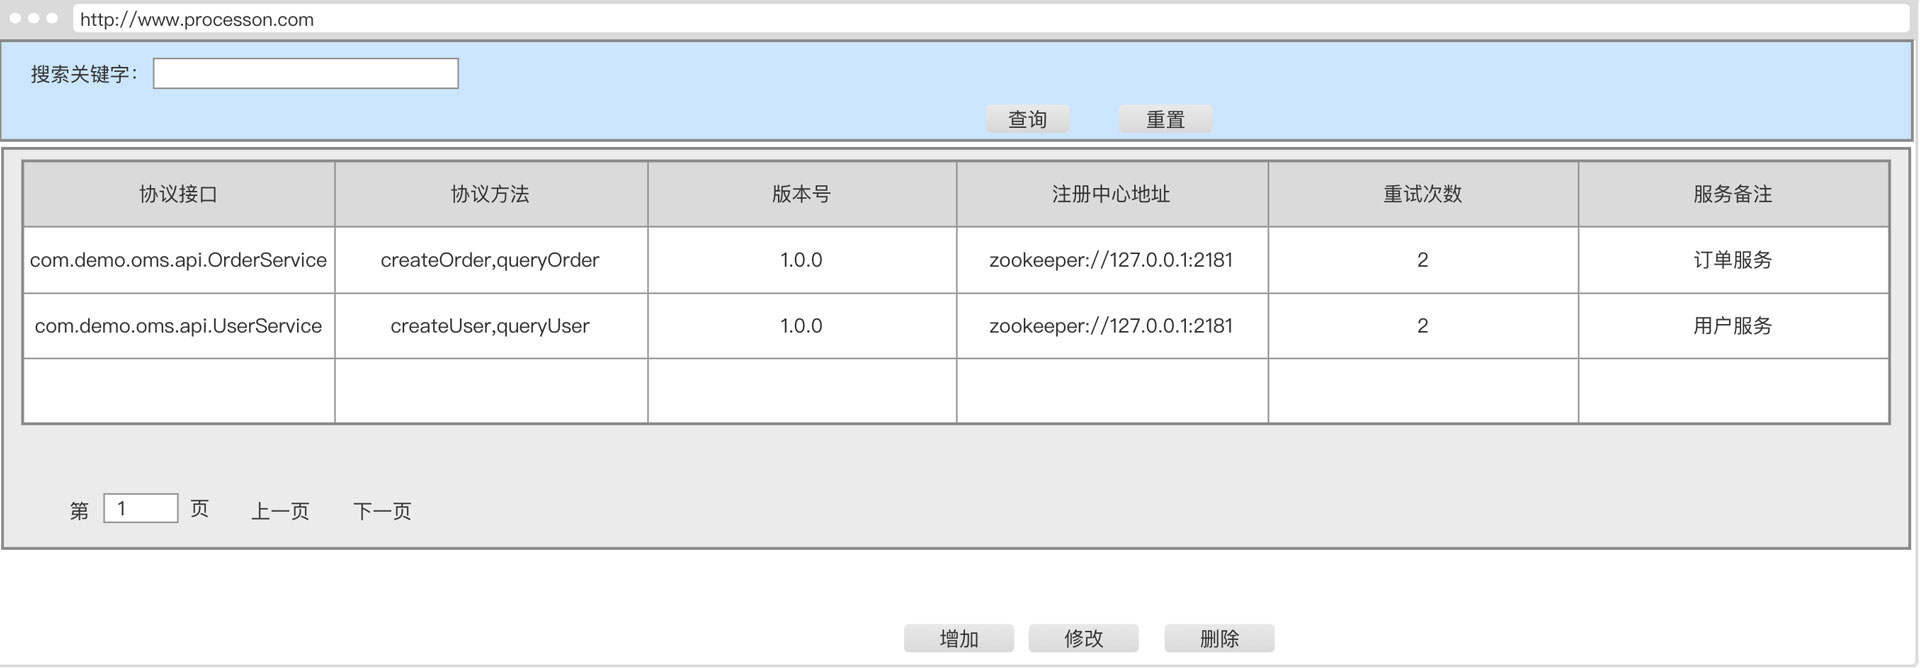 http://www.processon.com
搜索关键字：
查询 重置
协议接口 协议方法 版本号 注册中心地址 重试次数 服务备注
com.demo.oms.api.OrderService createOrder,queryOrder 1.0.0 zookeeper://127.0.0.1:2181 2 订单服务
com.demo.oms.api.UserService createUser,queryUser 1.0.0 zookeeper://127.0.0.1:2181 2 用户服务
第 1 页 上一页 下一页
增加 修改 删除